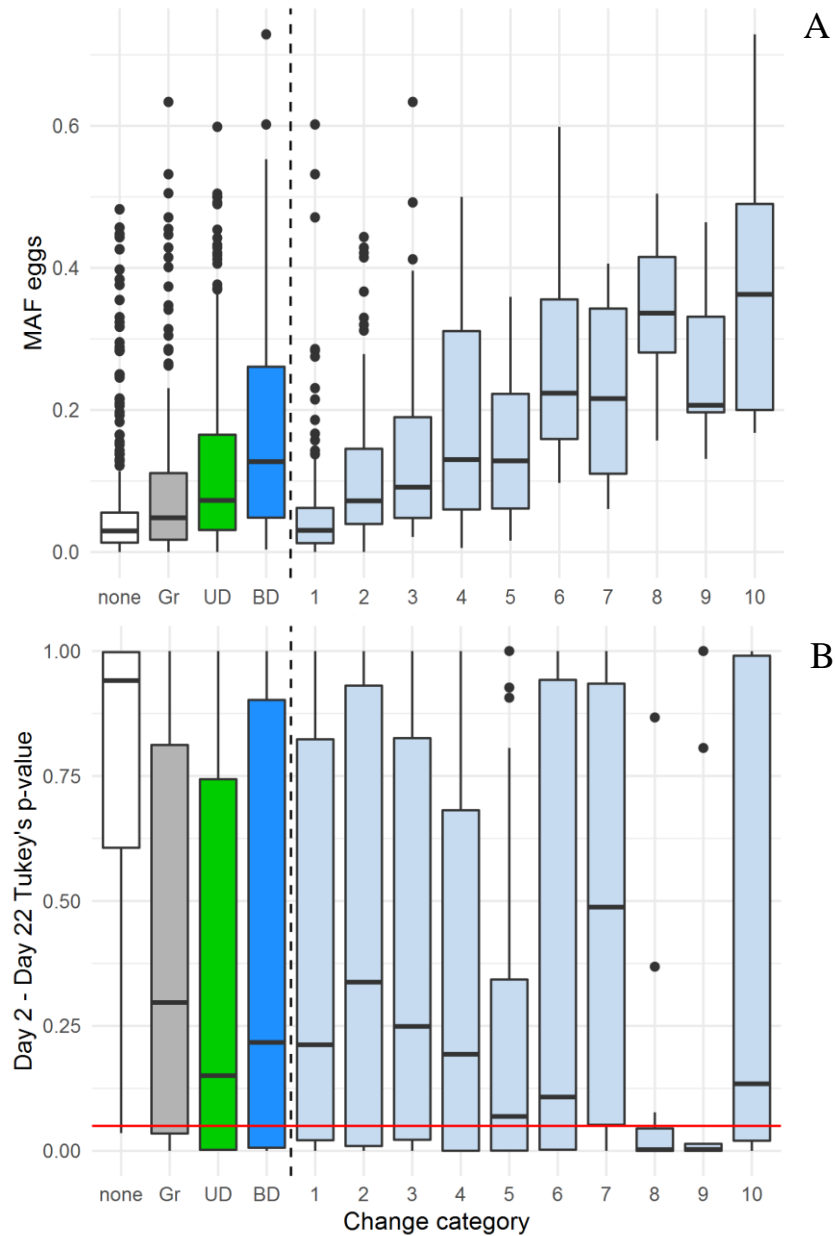 A
MAF eggs
0.6
0.4
0.2
0.0
none Gr UD BD 1 2 3 4 5 6 7 8 9 10
B
Day 2 - Day 22 Tukey's p-value
1.00
0.75
0.50
0.25
0.00
none Gr UD BD 1 2 3 4 5 6 7 8 9 10
Change category